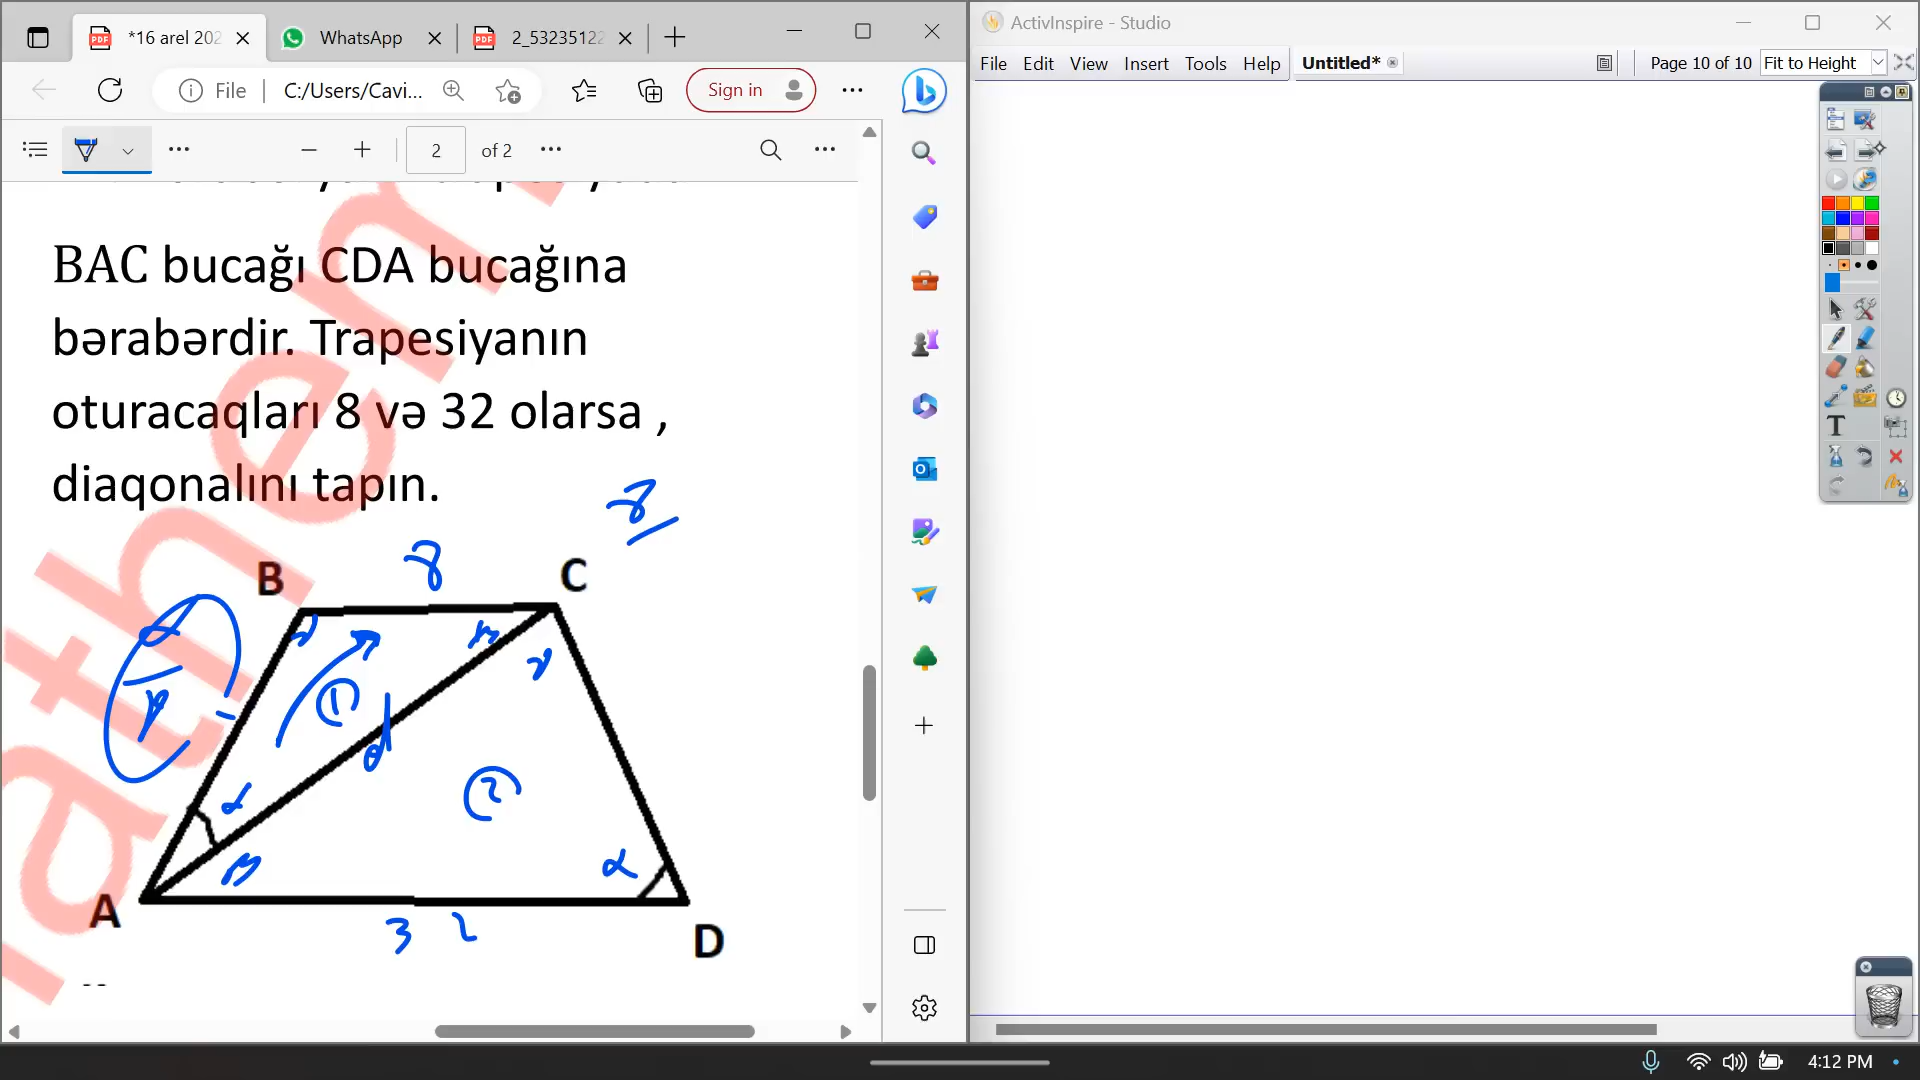 *16 arel 202
WhatsApp
2_53235122
File
C:/Users/Cavi...
Sign in
2
of 2
BAC bucağı CDA bucağına
bərabərdir. Trapesiyanın
oturacaqları 8 və 32 olarsa ,
diaqonalını tapın.
8
8
B
C
α
γ
β
γ
β
1
d
2
α
β
α
A
D
32
ActivInspire - Studio
File Edit View Insert Tools Help
Untitled*
Page 10 of 10
Fit to Height
T
4:12 PM